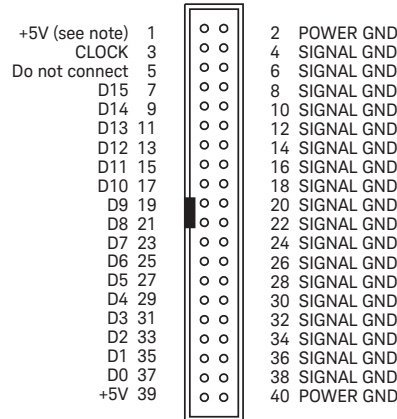 +5V (see note) 1 2 POWER GND
CLOCK 3 4 SIGNAL GND
Do not connect 5 6 SIGNAL GND
D15 7 8 SIGNAL GND
D14 9 10 SIGNAL GND
D13 11 12 SIGNAL GND
D12 13 14 SIGNAL GND
D11 15 16 SIGNAL GND
D10 17 18 SIGNAL GND
D9 19 20 SIGNAL GND
D8 21 22 SIGNAL GND
D7 23 24 SIGNAL GND
D6 25 26 SIGNAL GND
D5 27 28 SIGNAL GND
D4 29 30 SIGNAL GND
D3 31 32 SIGNAL GND
D2 33 34 SIGNAL GND
D1 35 36 SIGNAL GND
D0 37 38 SIGNAL GND
+5V 39 40 POWER GND